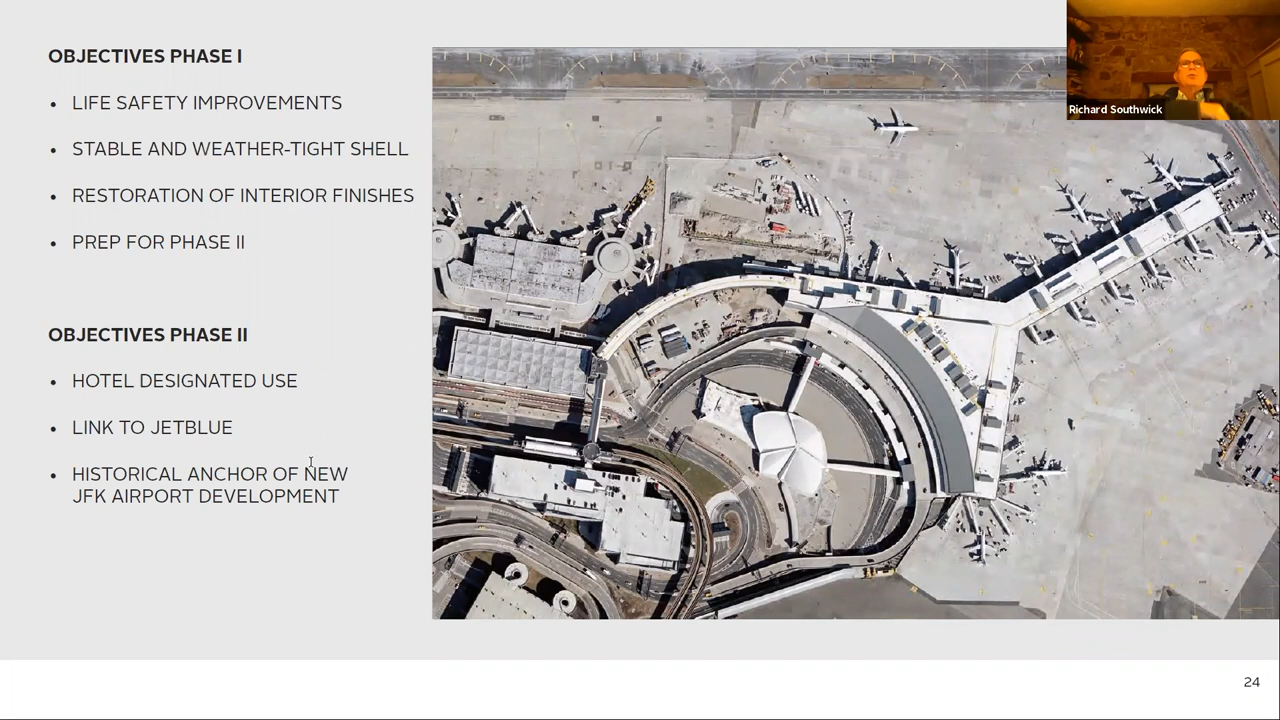 OBJECTIVES PHASE I
• LIFE SAFETY IMPROVEMENTS
• STABLE AND WEATHER-TIGHT SHELL
• RESTORATION OF INTERIOR FINISHES
• PREP FOR PHASE II
OBJECTIVES PHASE II
• HOTEL DESIGNATED USE
• LINK TO JETBLUE
• HISTORICAL ANCHOR OF NEW
JFK AIRPORT DEVELOPMENT
Richard Southwick
24